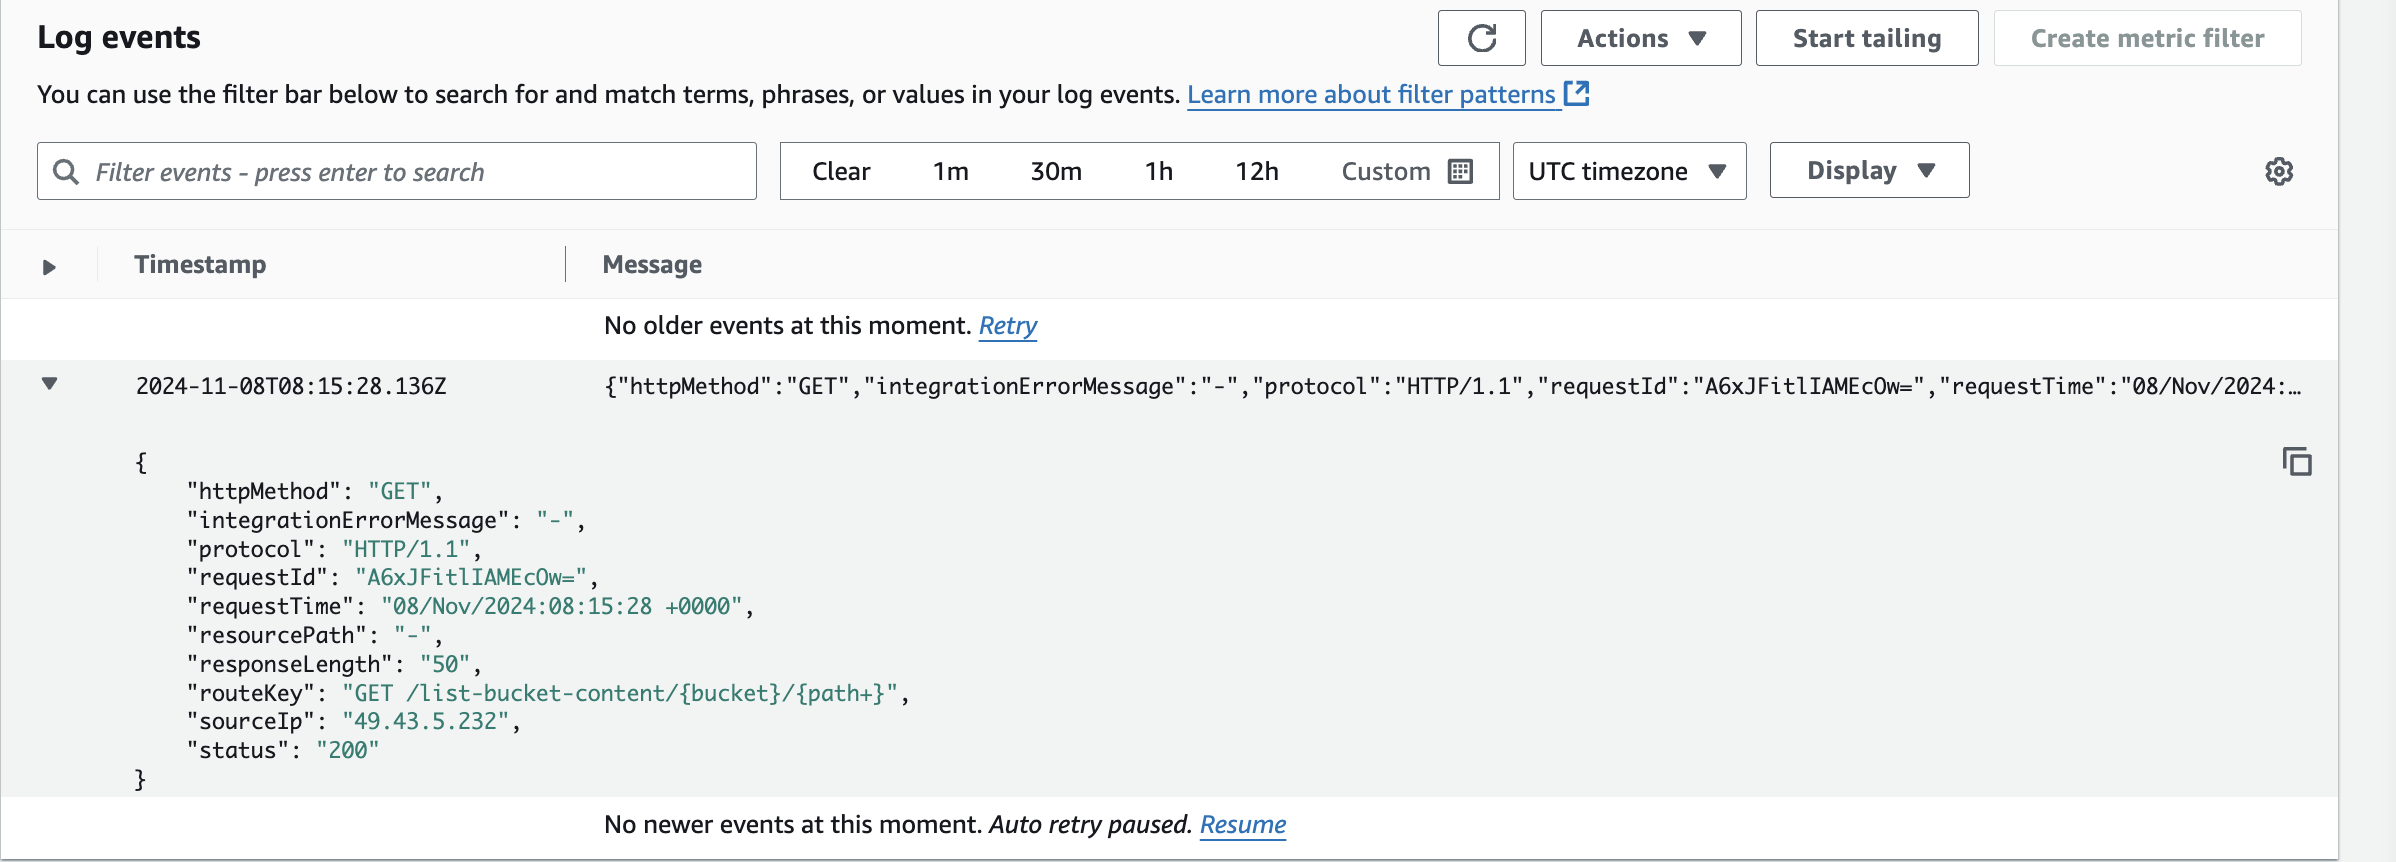 Log events
Actions
Start tailing
Create metric filter
You can use the filter bar below to search for and match terms, phrases, or values in your log events. Learn more about filter patterns
Filter events - press enter to search
Clear 1m 30m 1h 12h Custom
UTC timezone
Display
Timestamp Message
No older events at this moment. Retry
2024-11-08T08:15:28.136Z {"httpMethod":"GET","integrationErrorMessage":"-","protocol":"HTTP/1.1","requestId":"A6xJFitlIAMEcOw=","requestTime":"08/Nov/2024:…
{
"httpMethod": "GET",
"integrationErrorMessage": "-",
"protocol": "HTTP/1.1",
"requestId": "A6xJFitlIAMEcOw=",
"requestTime": "08/Nov/2024:08:15:28 +0000",
"resourcePath": "-",
"responseLength": "50",
"routeKey": "GET /list-bucket-content/{bucket}/{path+}",
"sourceIp": "49.43.5.232",
"status": "200"
}
No newer events at this moment. Auto retry paused. Resume